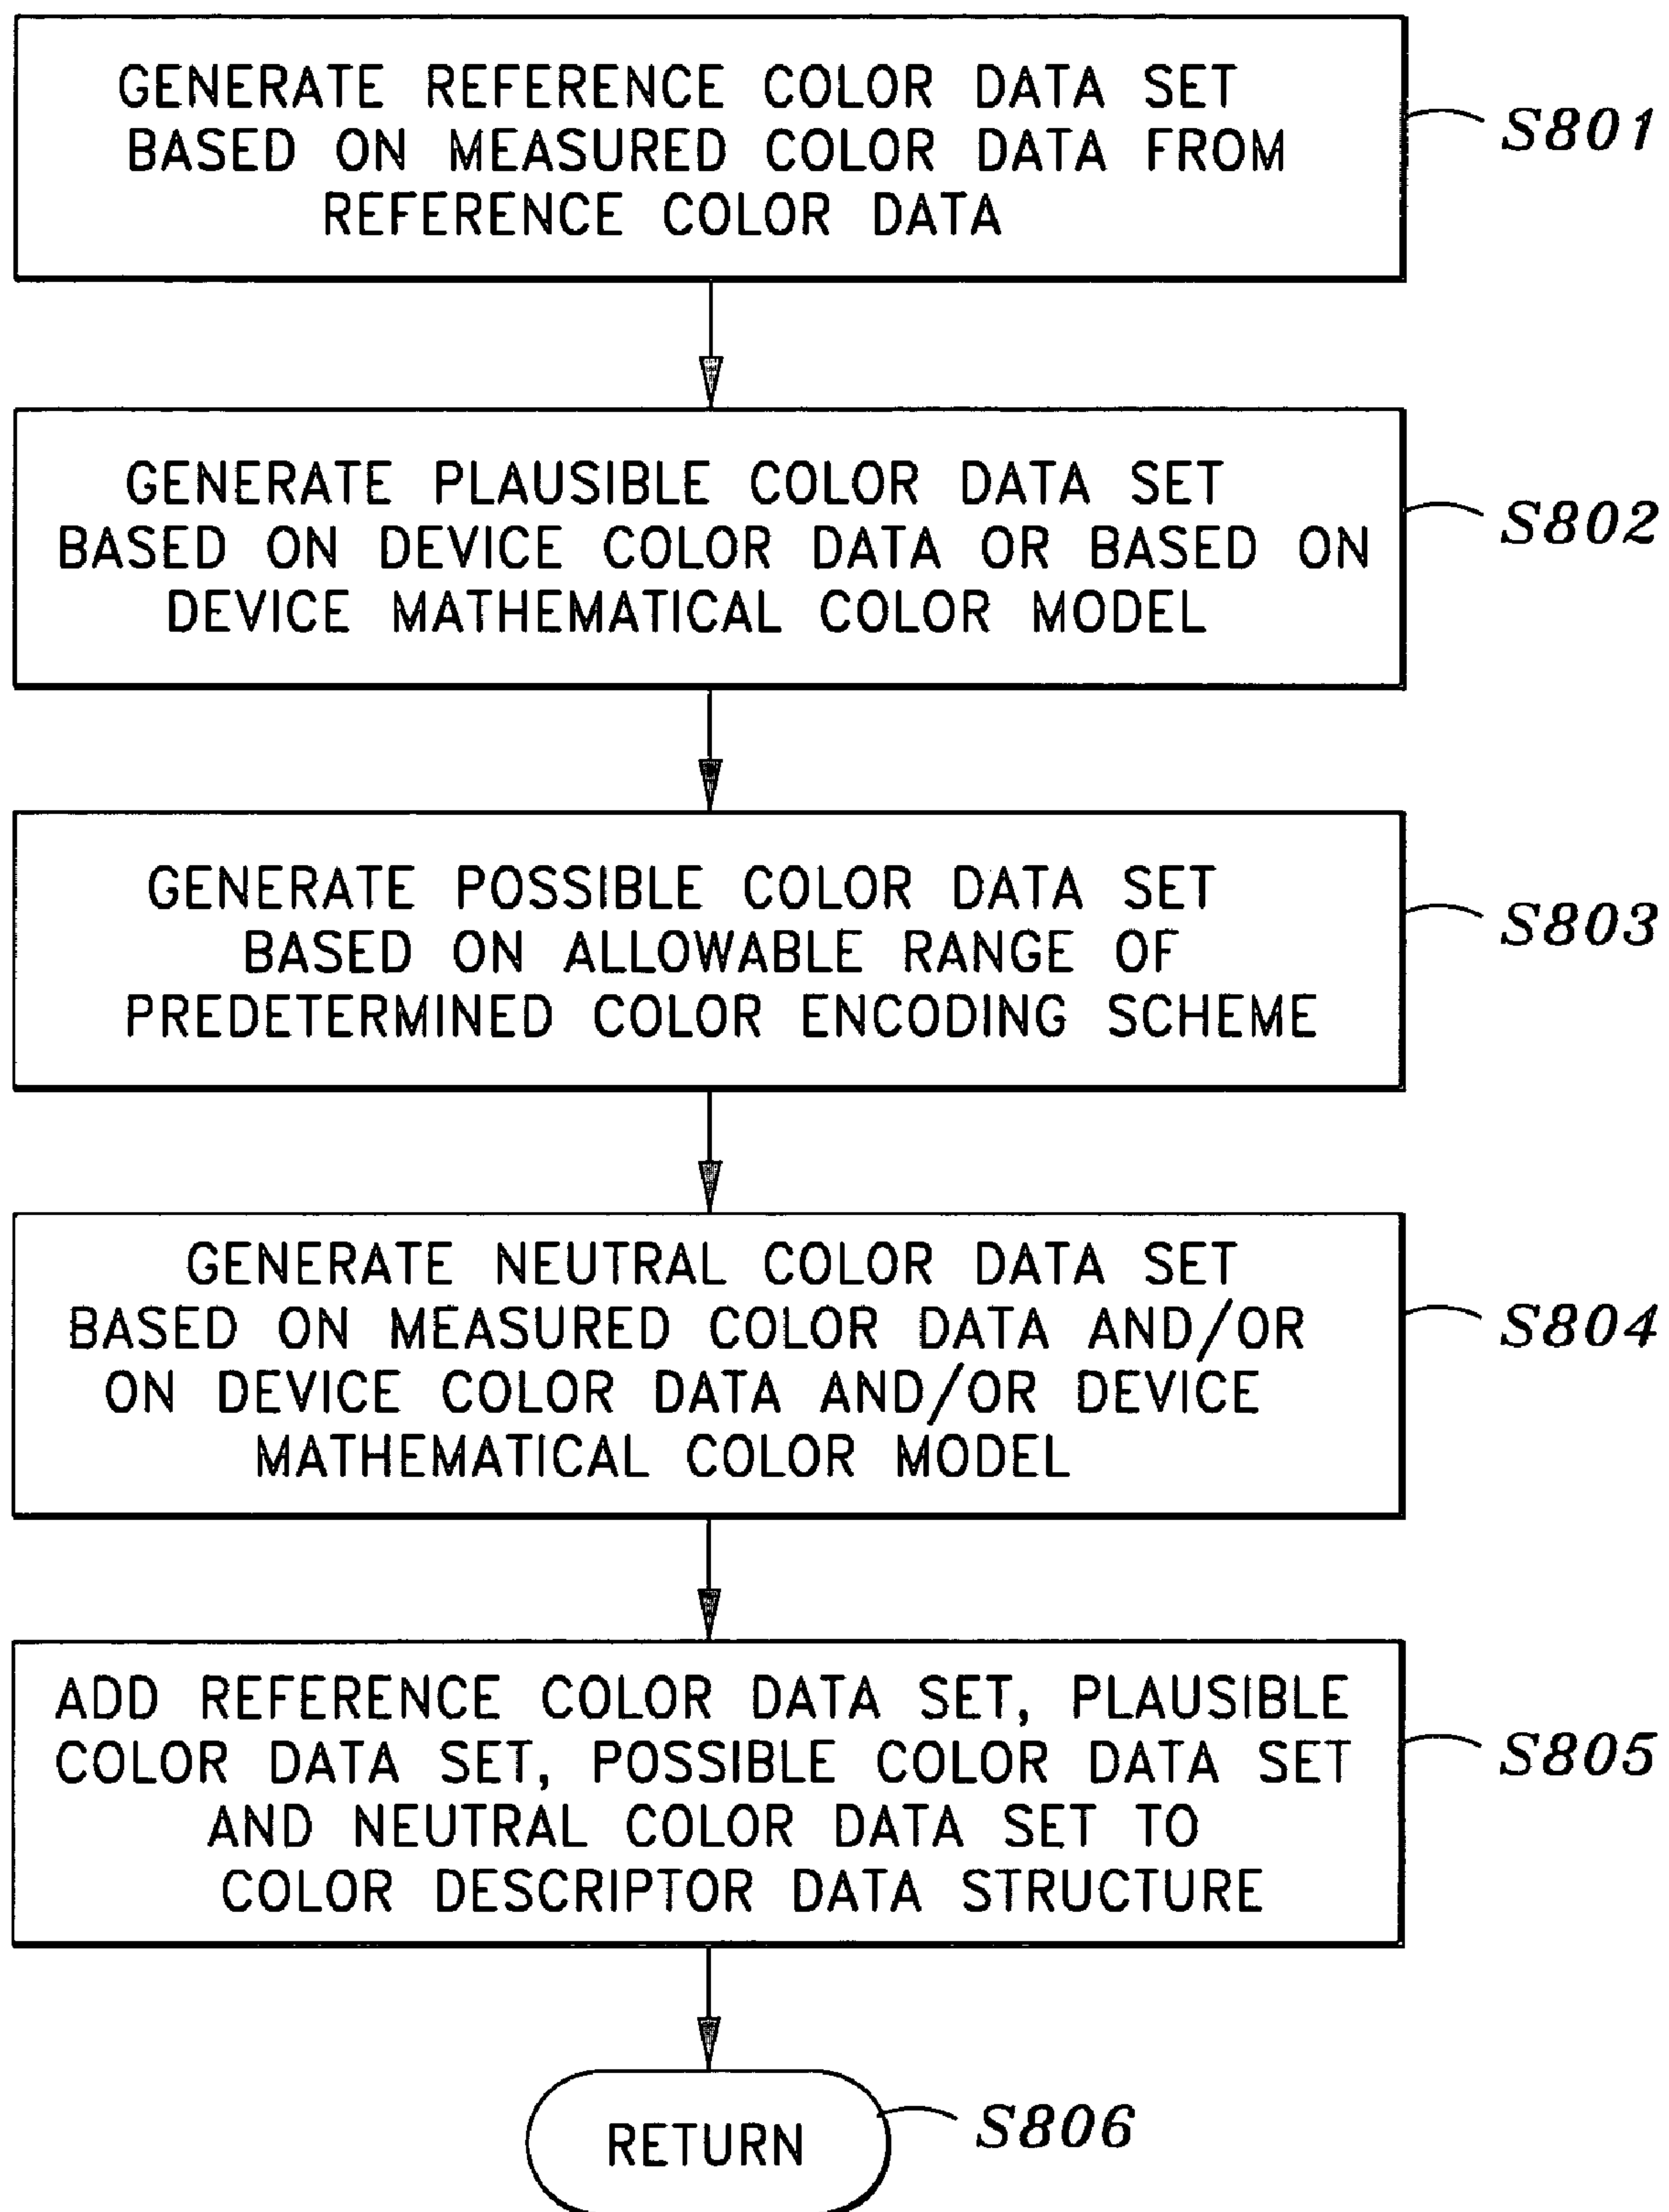 GENERATE REFERENCE COLOR DATA SET
BASED ON MEASURED COLOR DATA FROM
REFERENCE COLOR DATA
S801
GENERATE PLAUSIBLE COLOR DATA SET
BASED ON DEVICE COLOR DATA OR BASED ON
DEVICE MATHEMATICAL COLOR MODEL
S802
GENERATE POSSIBLE COLOR DATA SET
BASED ON ALLOWABLE RANGE OF
PREDETERMINED COLOR ENCODING SCHEME
S803
GENERATE NEUTRAL COLOR DATA SET
BASED ON MEASURED COLOR DATA AND/OR
ON DEVICE COLOR DATA AND/OR DEVICE
MATHEMATICAL COLOR MODEL
S804
ADD REFERENCE COLOR DATA SET, PLAUSIBLE
COLOR DATA SET, POSSIBLE COLOR DATA SET
AND NEUTRAL COLOR DATA SET TO
COLOR DESCRIPTOR DATA STRUCTURE
S805
RETURN
S806